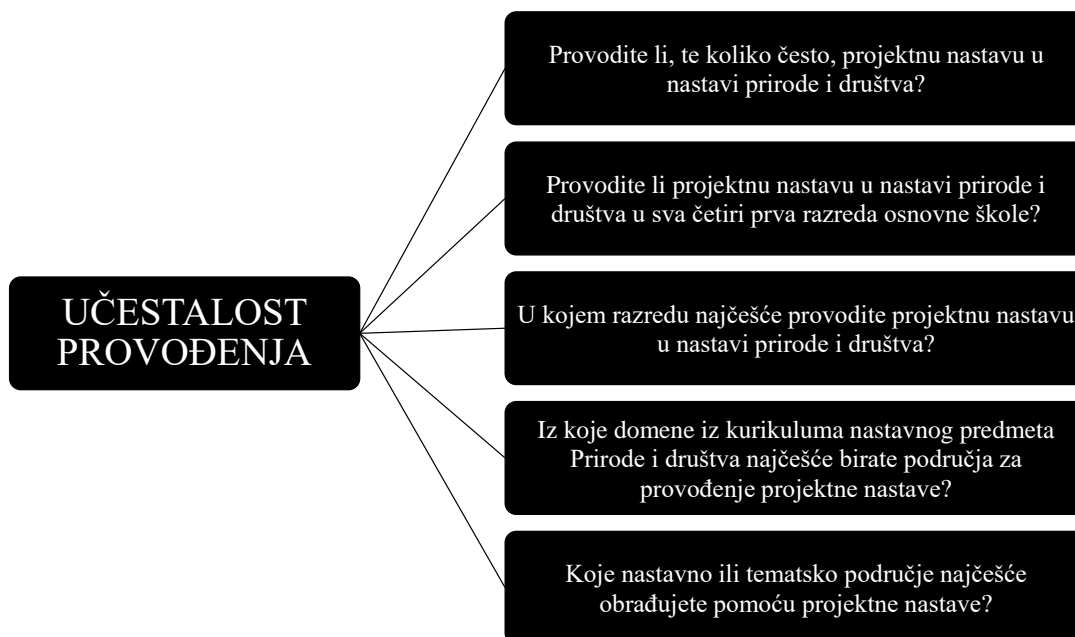 UČESTALOST
PROVOĐENJA
Provodite li, te koliko često, projektnu nastavu u
nastavi prirode i društva?
Provodite li projektnu nastavu u nastavi prirode i
društva u sva četiri prva razreda osnovne škole?
U kojem razredu najčešće provodite projektnu nastavu
u nastavi prirode i društva?
Iz koje domene iz kurikuluma nastavnog predmeta
Prirode i društva najčešće birate područja za
provođenje projektne nastave?
Koje nastavno ili tematsko područje najčešće
obrađujete pomoću projektne nastave?